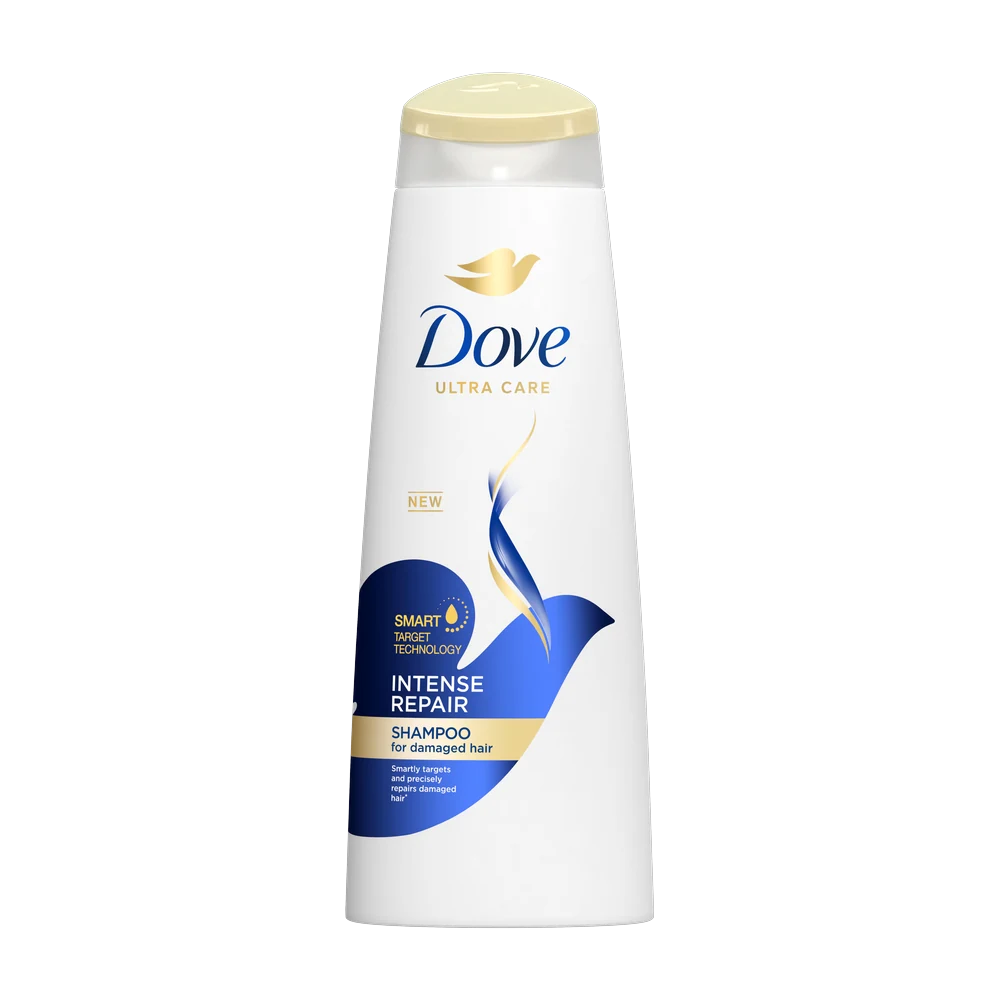 Dove
ULTRA CARE
NEW
SMART
TARGET
TECHNOLOGY
INTENSE
REPAIR
SHAMPOO
for damaged hair
Smartly targets
and precisely
repairs damaged
hair*